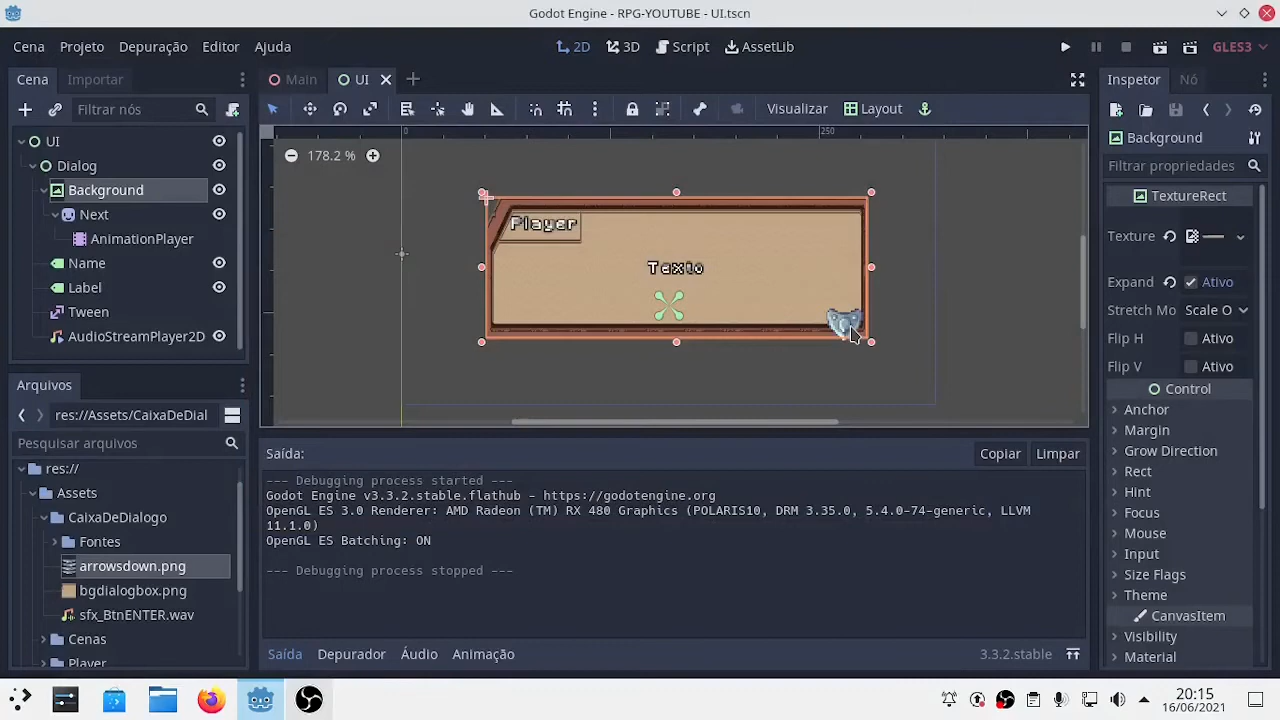 Godot Engine - RPG-YOUTUBE - UI.tscn
Cena Projeto Depuração Editor Ajuda
2D 3D Script AssetLib
GLES3
Cena Importar
Main UI
Inspetor Nó
Filtrar nós
Visualizar Layout
UI
Dialog
Background
Next
AnimationPlayer
Name
Label
Tween
AudioStreamPlayer2D
0 250
178.2 %
Player
Texto
Background
Filtrar propriedades
TextureRect
Texture
Expand Ativo
Stretch Mo Scale O
Flip H Ativo
Flip V Ativo
Control
Anchor
Margin
Grow Direction
Rect
Hint
Focus
Mouse
Input
Size Flags
Theme
CanvasItem
Visibility
Material
Arquivos
res://Assets/CaixaDeDial
Pesquisar arquivos
res://
Assets
CaixaDeDialogo
Fontes
arrowsdown.png
bgdialogbox.png
sfx_BtnENTER.wav
Cenas
Player
Saída: Copiar Limpar
--- Debugging process started ---
Godot Engine v3.3.2.stable.flathub - https://godotengine.org
OpenGL ES 3.0 Renderer: AMD Radeon (TM) RX 480 Graphics (POLARIS10, DRM 3.35.0, 5.4.0-74-generic, LLVM
11.1.0)
OpenGL ES Batching: ON
--- Debugging process stopped ---
Saída Depurador Áudio Animação 3.3.2.stable
20:15
16/06/2021